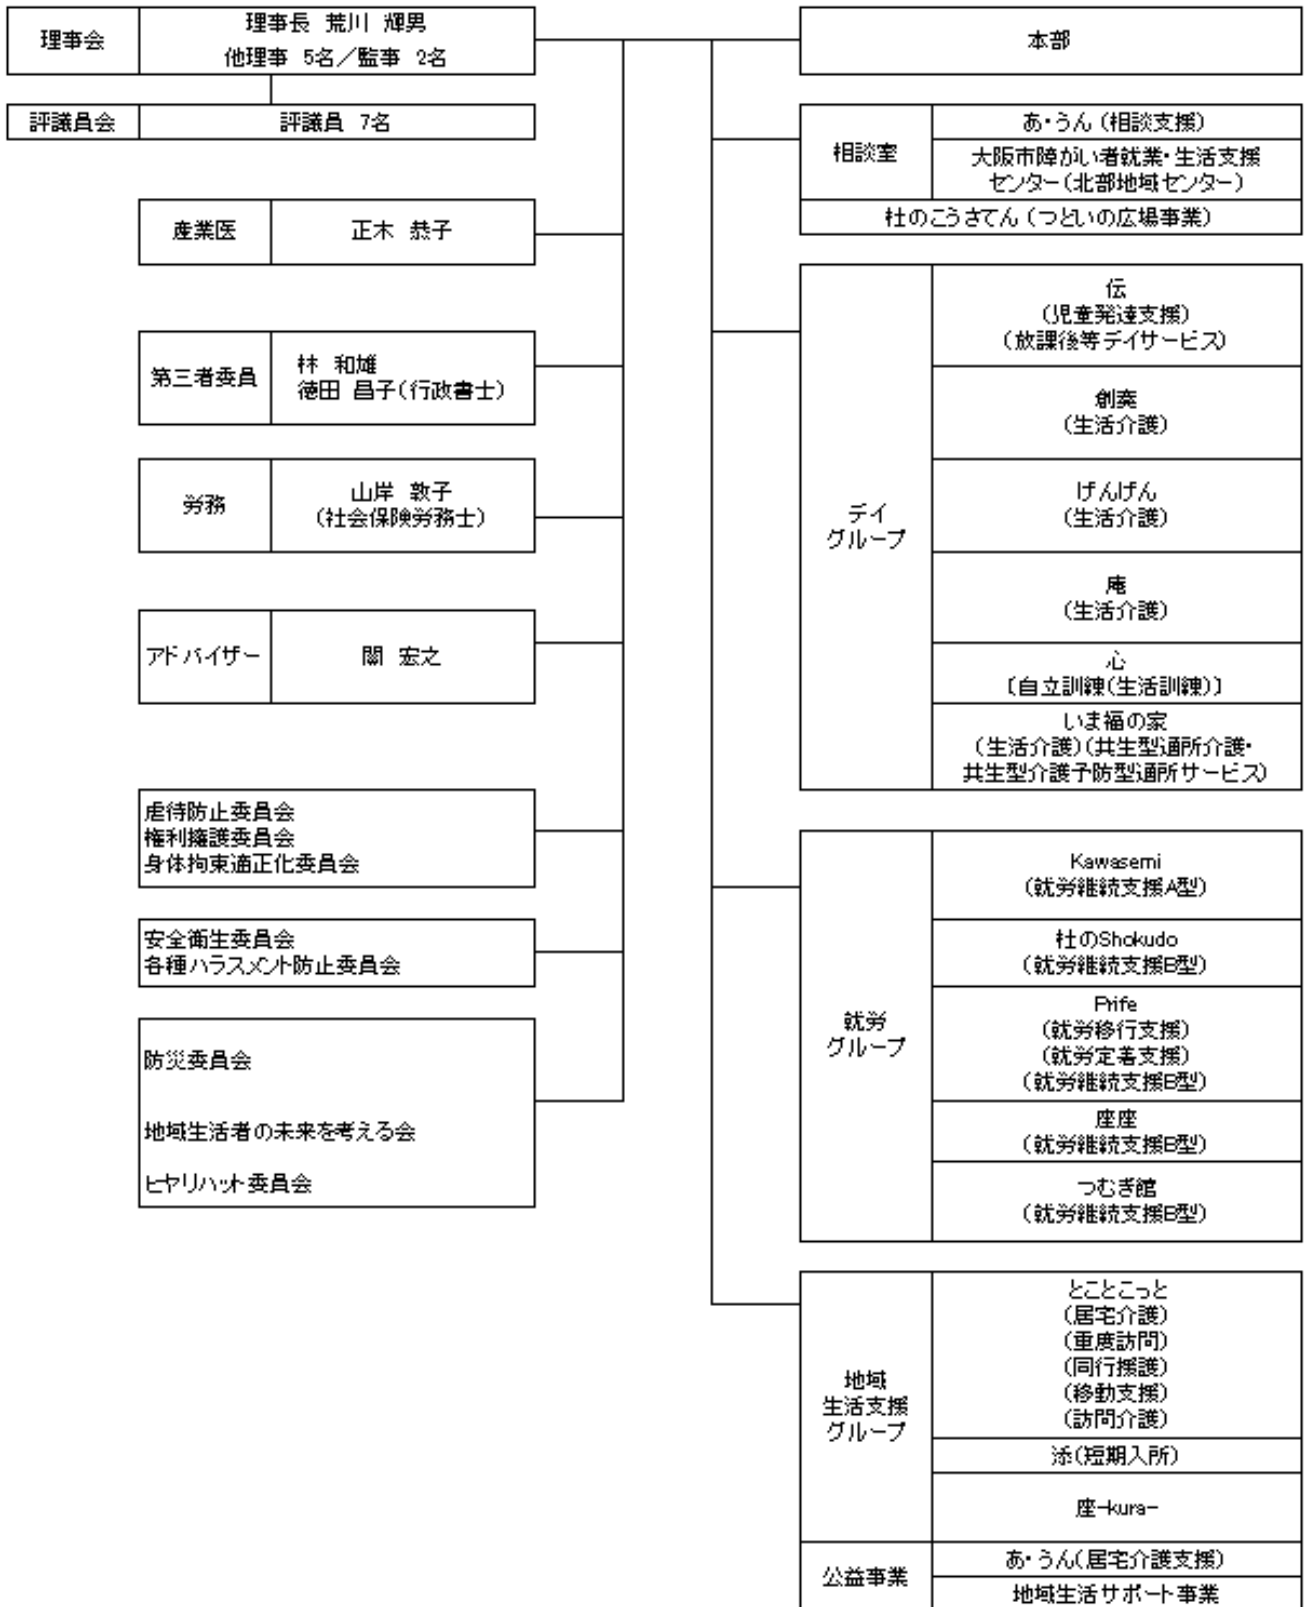 理事会
理事長 荒川 輝男
他理事 5名／監事 2名
評議員会
評議員 7名
産業医
正木 恭子
第三者委員
林 和雄
徳田 昌子(行政書士)
労務
山岸 敦子
(社会保険労務士)
アドバイザー
關 宏之
虐待防止委員会
権利擁護委員会
身体拘束適正化委員会
安全衛生委員会
各種ハラスメント防止委員会
防災委員会
地域生活者の未来を考える会
ヒヤリハット委員会
本部
相談室
あ・うん(相談支援)
大阪市障がい者就業・生活支援
センター(北部地域センター)
杜のこうさてん(つどいの広場事業)
デイ
グループ
伝
(児童発達支援)
(放課後等デイサービス)
創奏
(生活介護)
げんげん
(生活介護)
庵
(生活介護)
心
〔自立訓練(生活訓練)〕
いま福の家
(生活介護)(共生型通所介護・
共生型介護予防型通所サービス)
就労
グループ
Kawasemi
(就労継続支援A型)
杜のShokudo
(就労継続支援B型)
Prife
(就労移行支援)
(就労定着支援)
(就労継続支援B型)
座座
(就労継続支援B型)
つむぎ館
(就労継続支援B型)
地域
生活支援
グループ
とことこっと
(居宅介護)
(重度訪問)
(同行援護)
(移動支援)
(訪問介護)
添(短期入所)
座-kura-
公益事業
あ・うん(居宅介護支援)
地域生活サポート事業